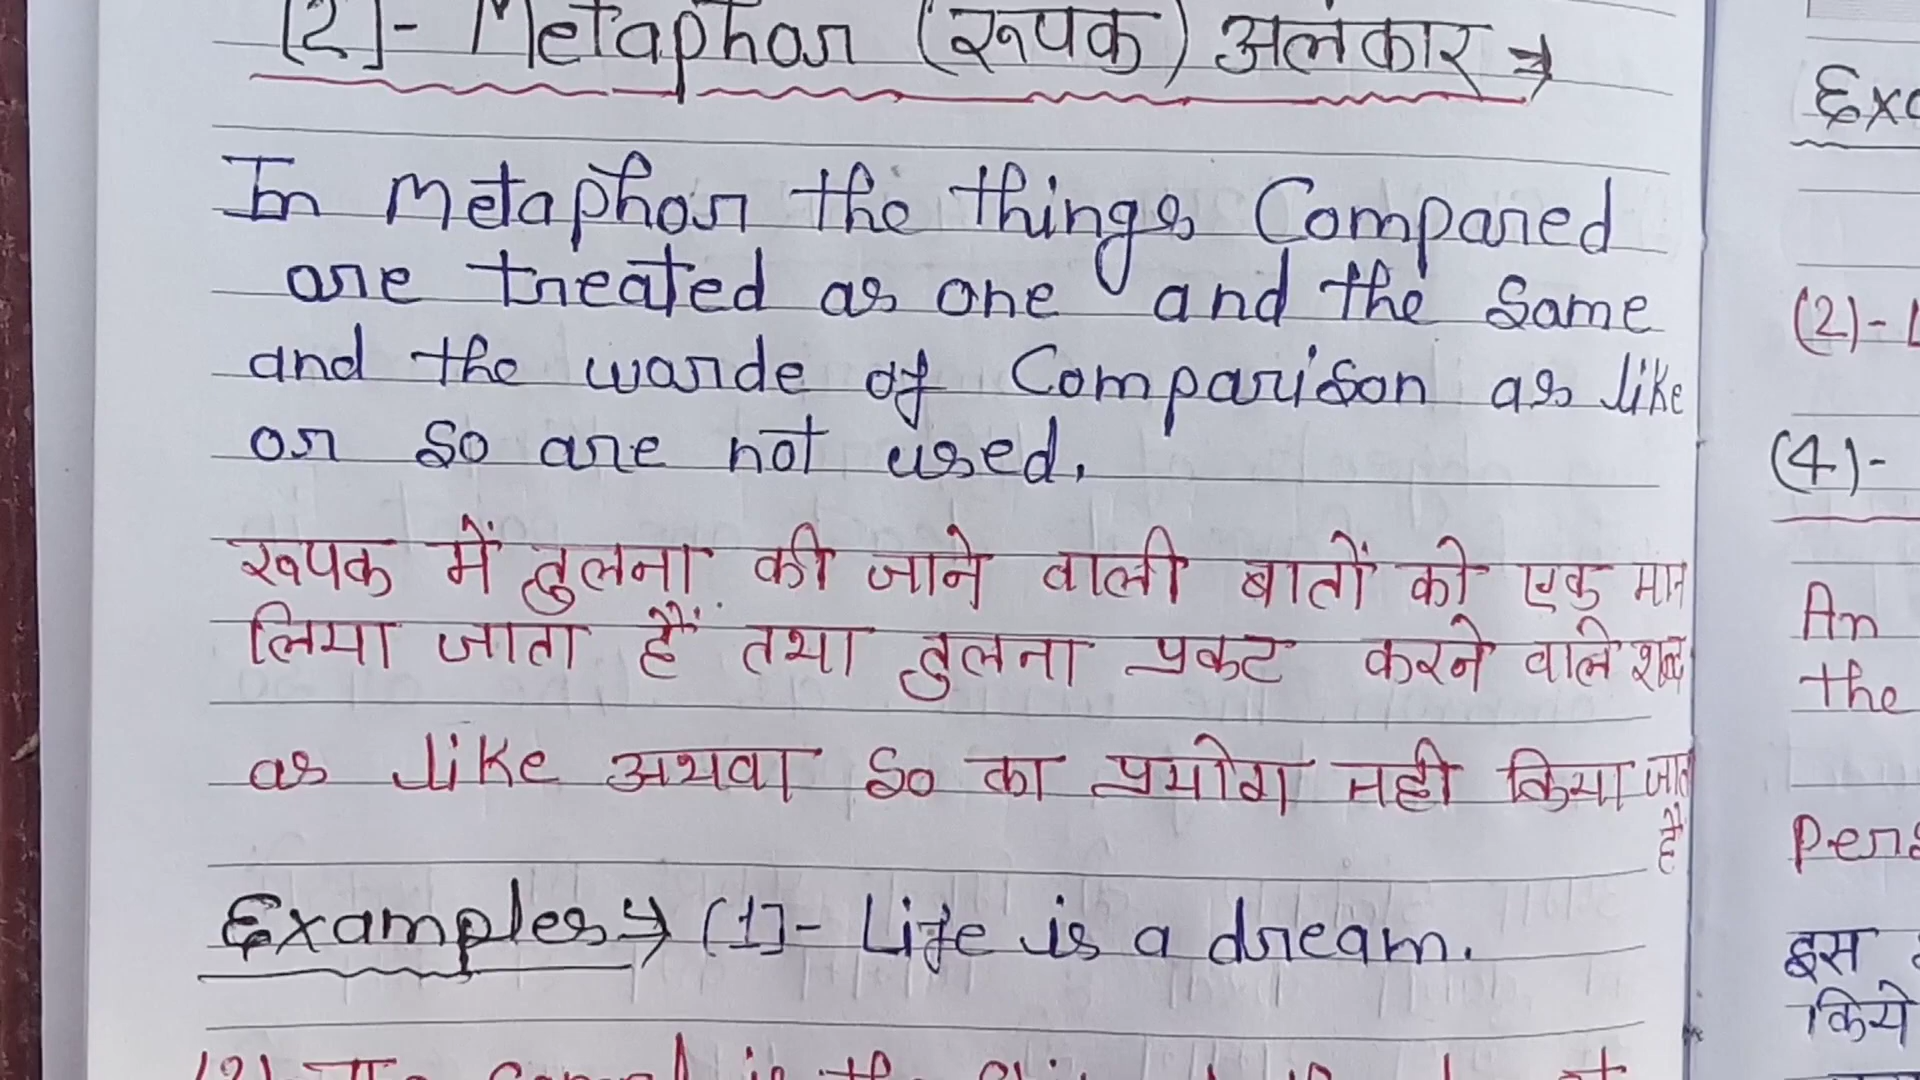 [2]- Metaphor (रूपक) अलंकार →
In Metaphor the things Compared
are treated as one and the Same
and the warde of Comparison as like
or So are not used.
रूपक में तुलना की जाने वाली बातों को एक मान
लिया जाता हैं तथा तुलना प्रकट करने वाले शब्द
as like अथवा So का प्रयोग नही किया जाता
है
Examples → (1)- Life is a dream.
Exa
(2)-
(4)-
An
the
Pers
इस
किये